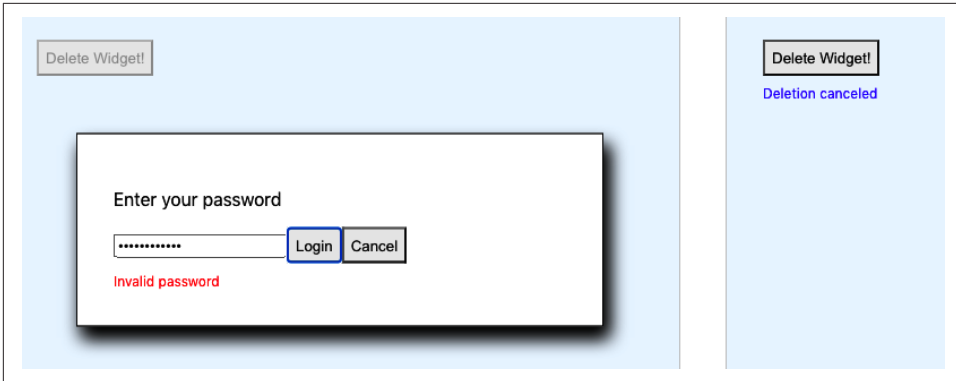 Delete Widget!
Enter your password
••••••••••••
Login
Cancel
Invalid password
Delete Widget!
Deletion canceled